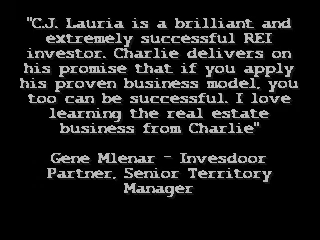 "C.J. Lauria is a brilliant and
extremely successful REI
investor. Charlie delivers on
his promise that if you apply
his proven business model, you
too can be successful. I love
learning the real estate
business from Charlie"
Gene Mlenar - Invesdoor
Partner, Senior Territory
Manager